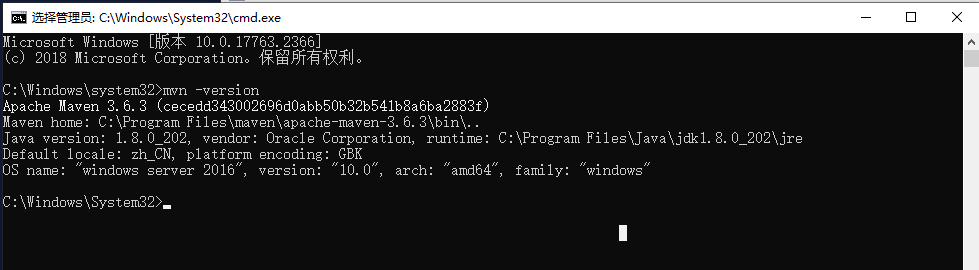 选择管理员: C:\Windows\System32\cmd.exe
Microsoft Windows [版本 10.0.17763.2366]
(c) 2018 Microsoft Corporation。保留所有权利。
C:\Windows\system32>mvn -version
Apache Maven 3.6.3 (cecedd343002696d0abb50b32b541b8a6ba2883f)
Maven home: C:\Program Files\maven\apache-maven-3.6.3\bin\..
Java version: 1.8.0_202, vendor: Oracle Corporation, runtime: C:\Program Files\Java\jdk1.8.0_202\jre
Default locale: zh_CN, platform encoding: GBK
OS name: "windows server 2016", version: "10.0", arch: "amd64", family: "windows"
C:\Windows\System32>